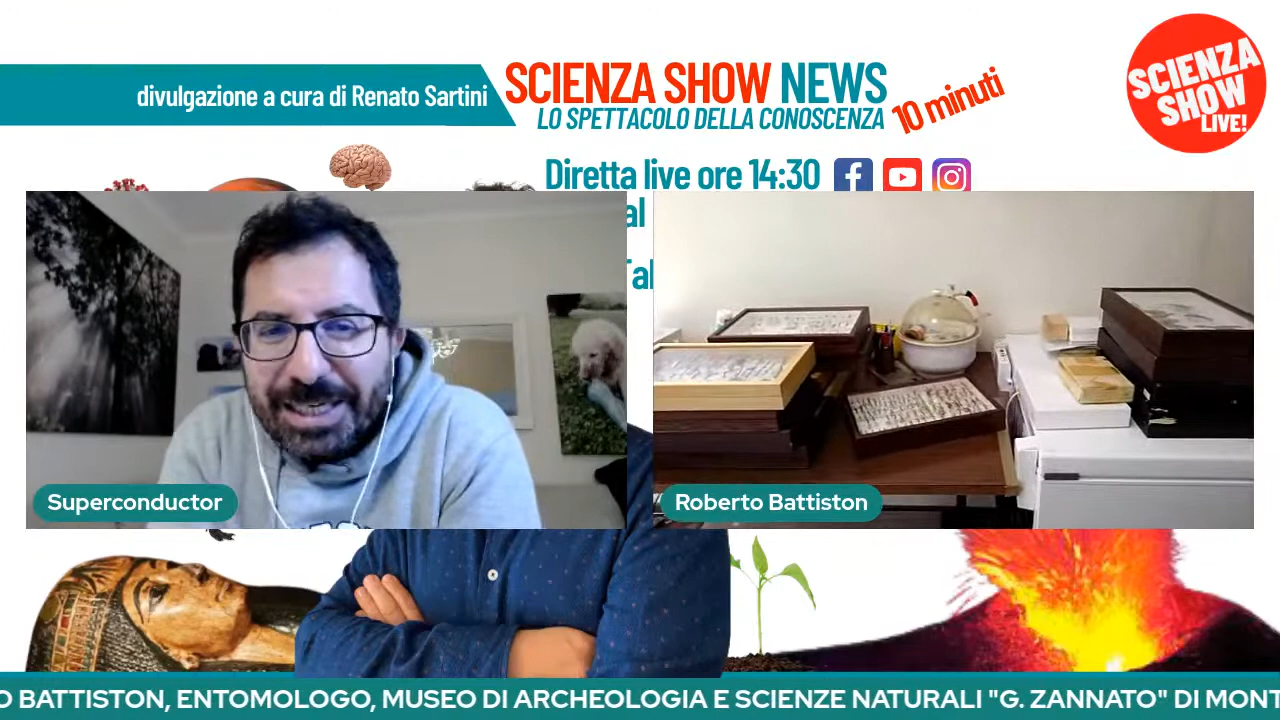 divulgazione a cura di Renato Sartini
SCIENZA SHOW NEWS
10 minuti
LO SPETTACOLO DELLA CONOSCENZA
SCIENZA
SHOW
LIVE!
Diretta live ore 14:30
al
Superconductor
Roberto Battiston
O BATTISTON, ENTOMOLOGO, MUSEO DI ARCHEOLOGIA E SCIENZE NATURALI "G. ZANNATO" DI MONT